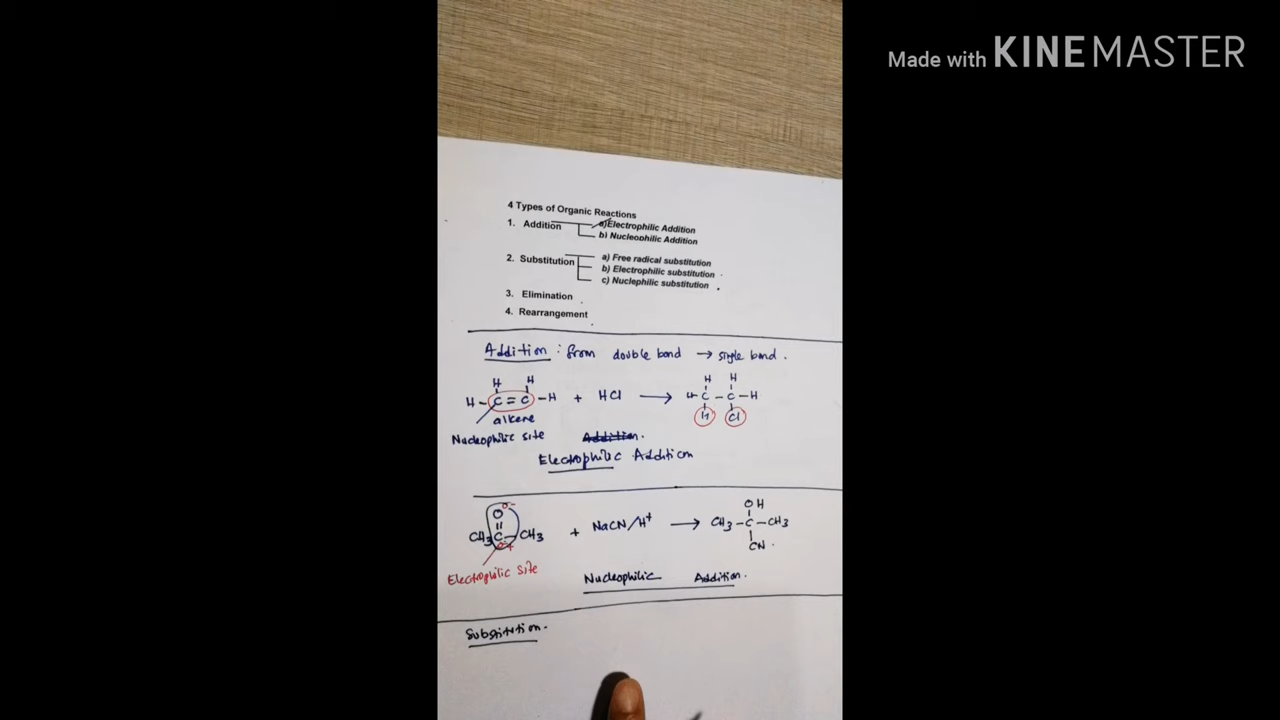 Made with KINEMASTER
4 Types of Organic Reactions
1. Addition
a)Electrophilic Addition
b) Nucleophilic Addition
2. Substitution
a) Free radical substitution
b) Electrophilic substitution
c) Nuclephilic substitution
3. Elimination
4. Rearrangement
Addition : from double bond → single bond.
H H H H
H - C = C - H + HCl → H - C - C - H
alkene H Cl
Nucleophilic site Addition.
Electrophilic Addition
O δ- OH
CH3 C CH3 + NaCN/H+ → CH3 - C - CH3
δ+ CN.
Electrophilic Site
Nucleophilic Addition.
Substitution.